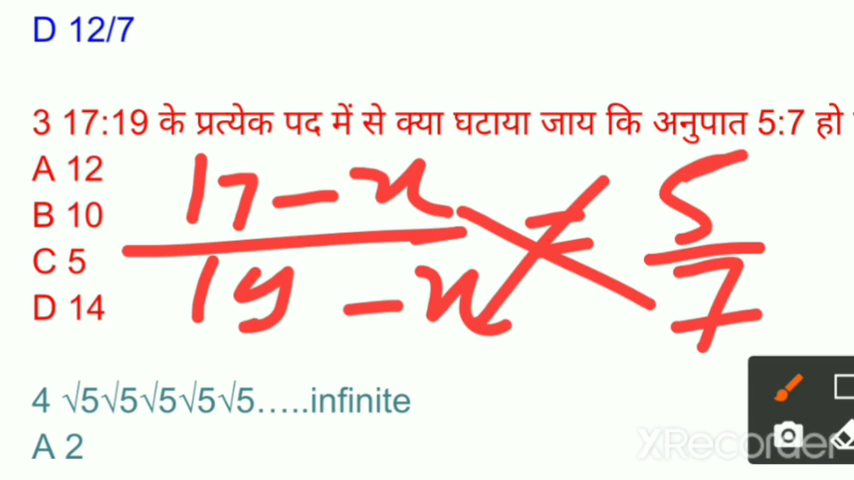 D 12/7
3 17:19 के प्रत्येक पद में से क्या घटाया जाय कि अनुपात 5:7 हो
A 12
B 10
C 5
D 14
17 - x = 5
19 - x 7
4 √5√5√5√5√5.....infinite
A 2
XRecorder